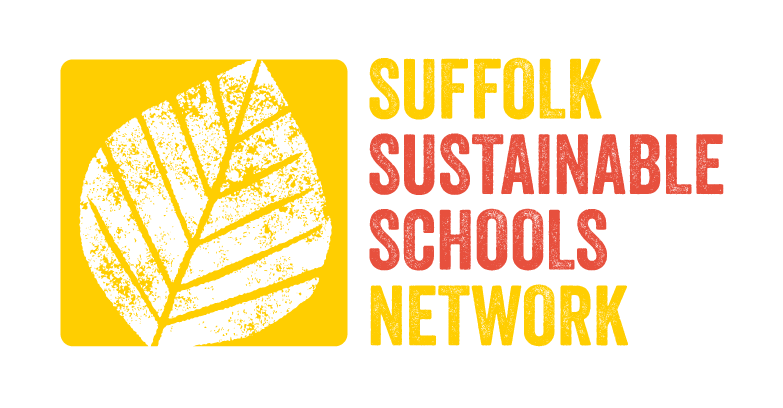 SUFFOLK
SUSTAINABLE
SCHOOLS
NETWORK